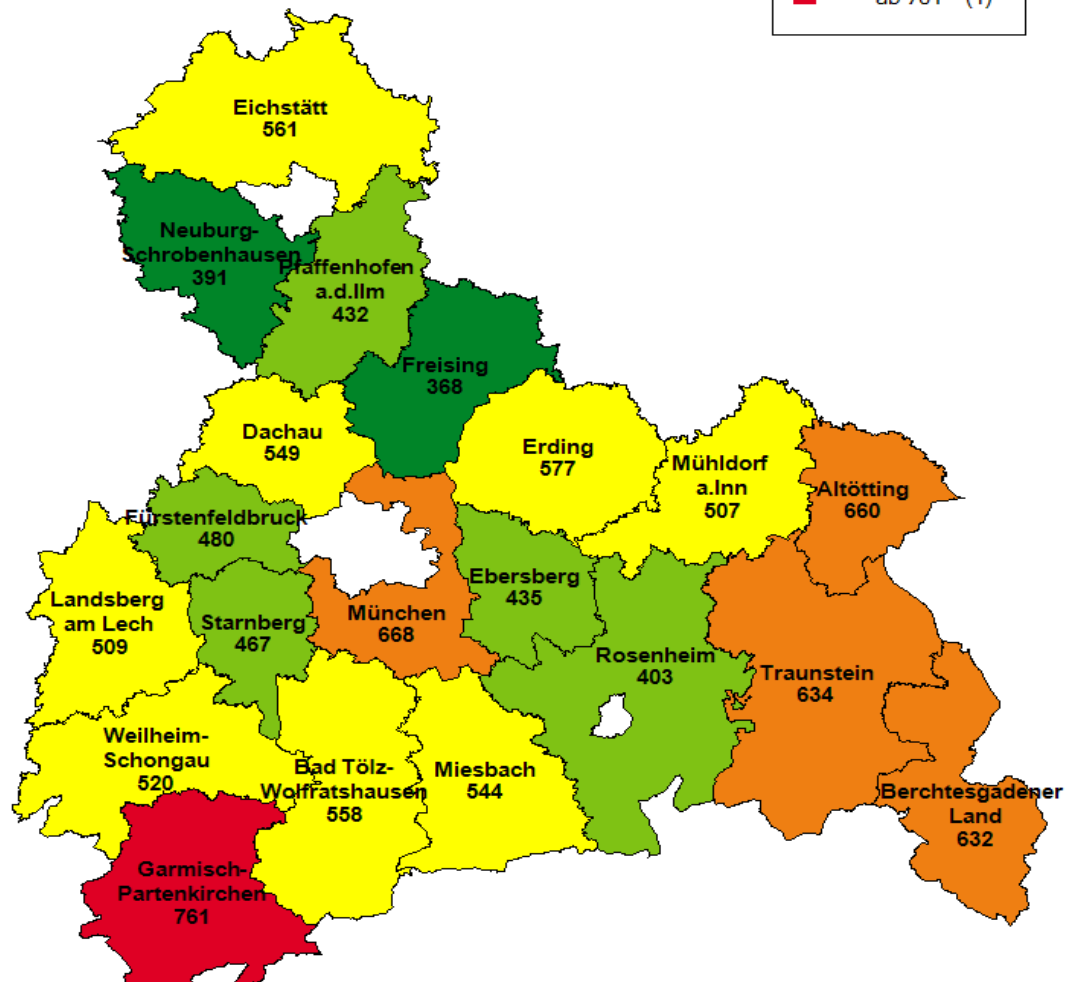 ab 761 (1)
Eichstätt
561
Neuburg-
Schrobenhausen
391
Pfaffenhofen
a.d.Ilm
432
Freising
368
Dachau
549
Erding
577
Mühldorf
a.Inn
507
Altötting
660
Fürstenfeldbruck
480
Ebersberg
435
Landsberg
am Lech
509
Starnberg
467
München
668
Rosenheim
403
Traunstein
634
Weilheim-
Schongau
520
Bad Tölz-
Wolfratshausen
558
Miesbach
544
Berchtesgadener
Land
632
Garmisch-
Partenkirchen
761